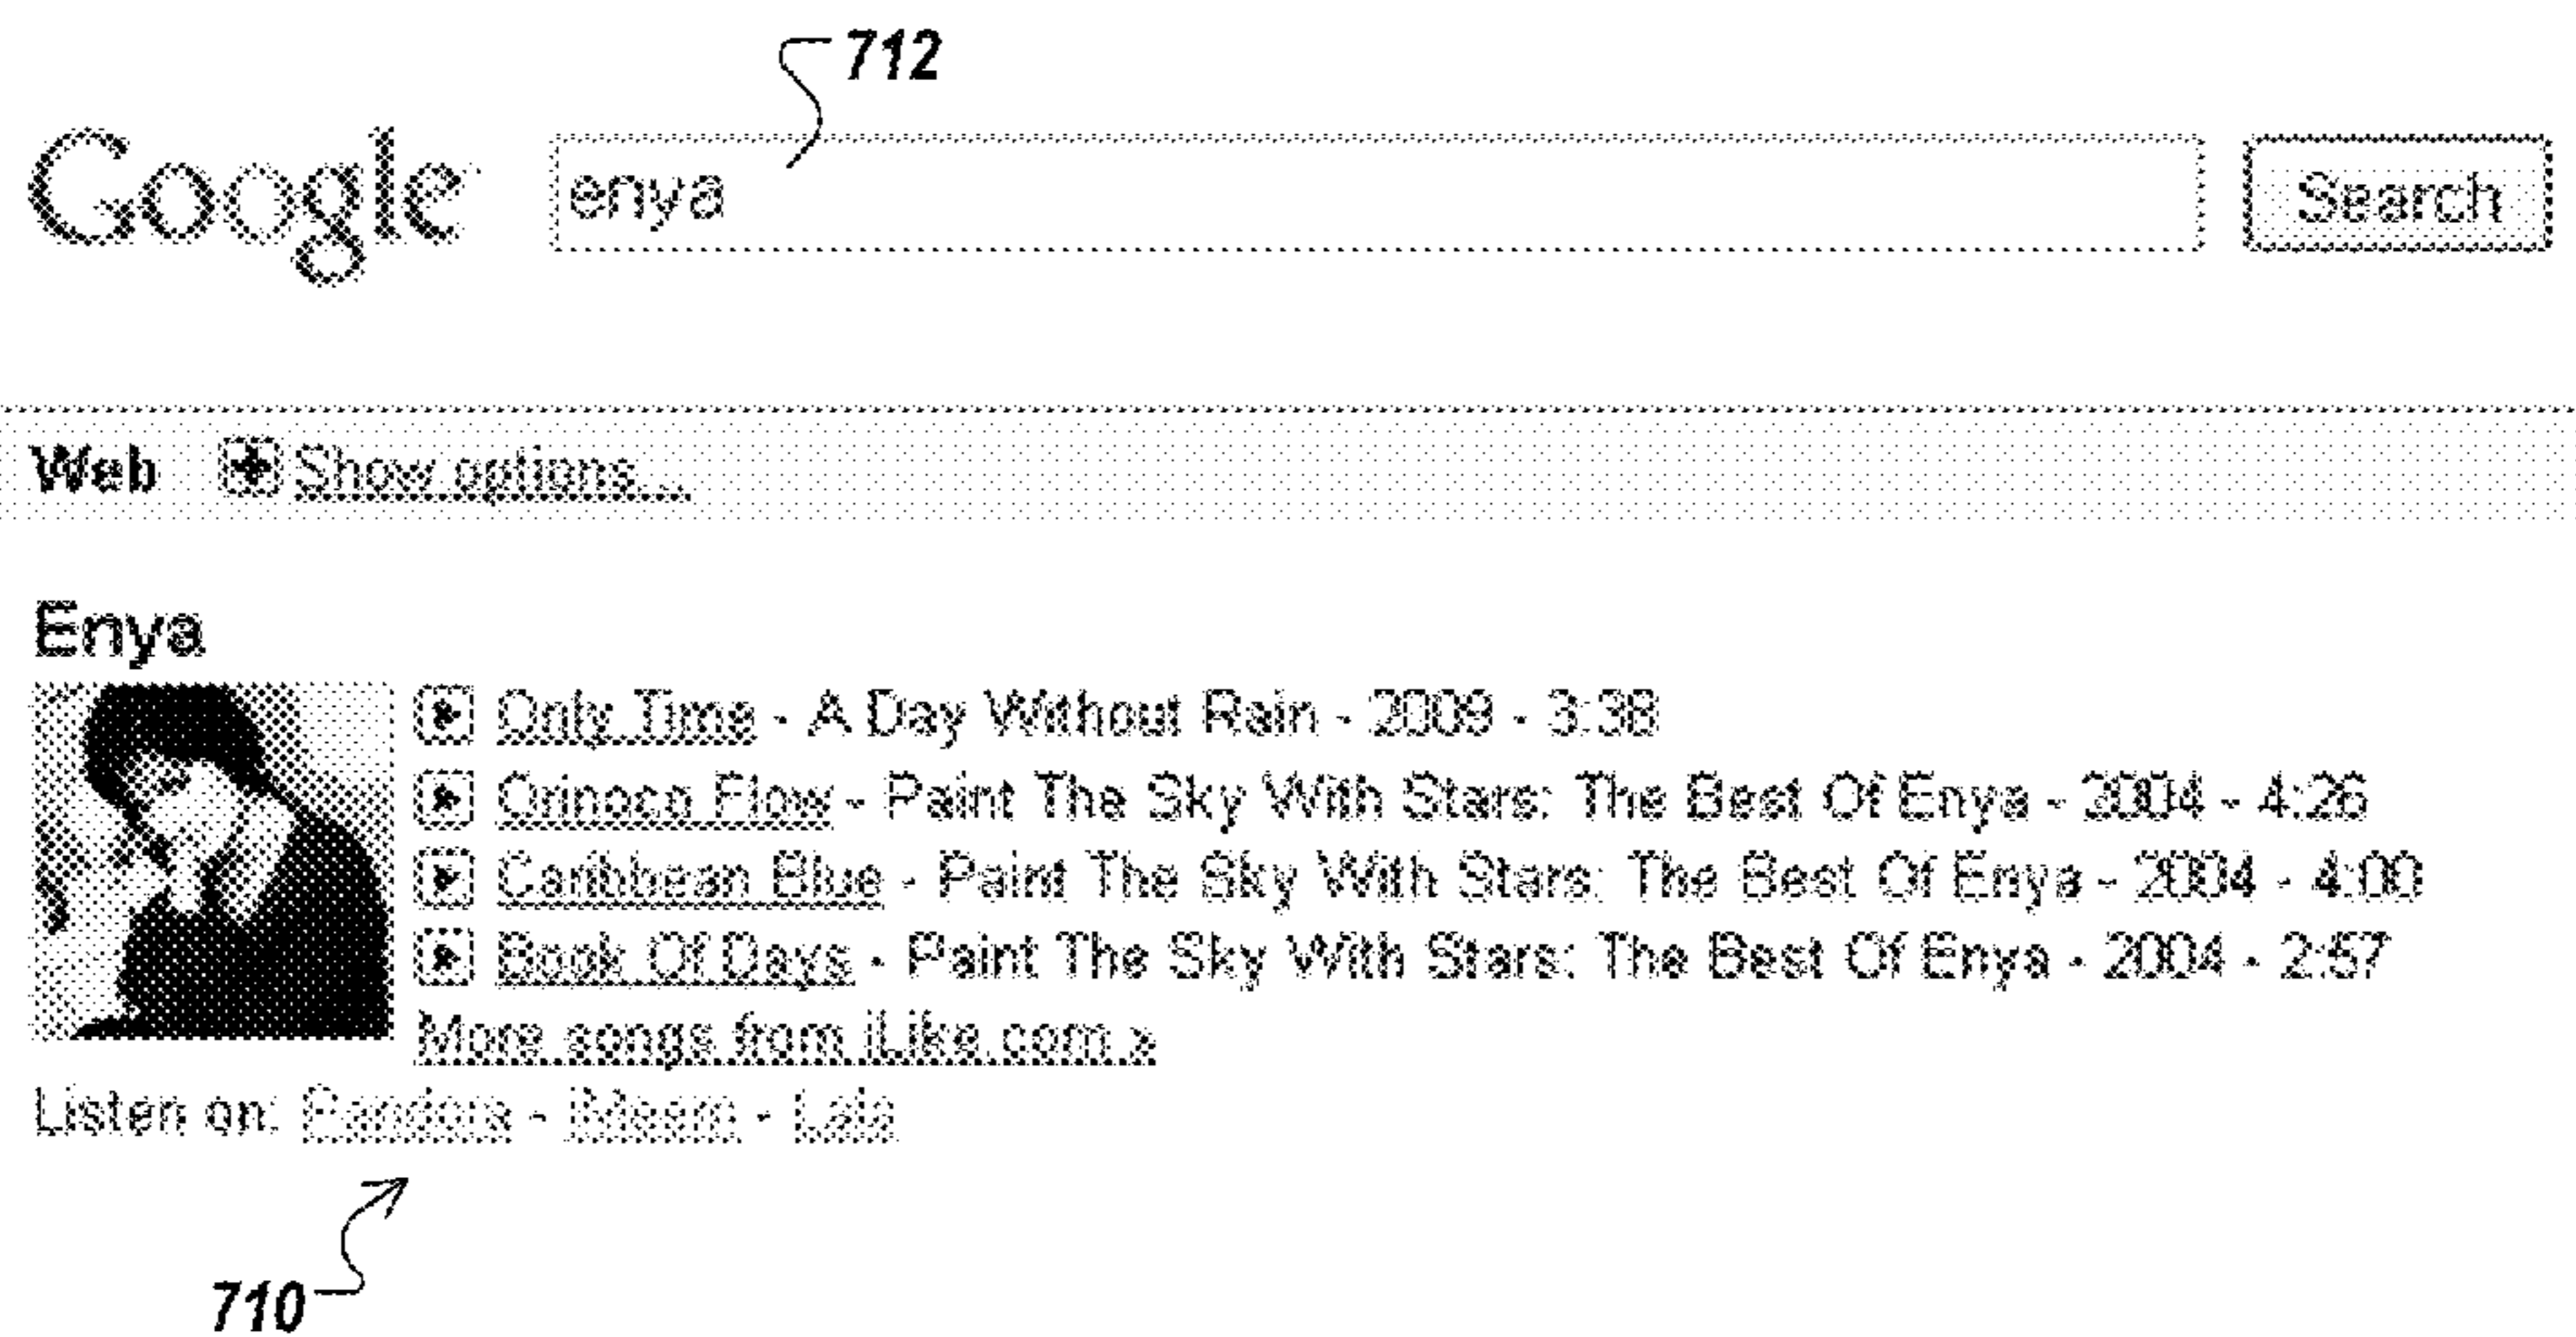 712
Google enya Search
Web Show options...
Enya
Only Time - A Day Without Rain - 2009 - 3:38
Orinoco Flow - Paint The Sky With Stars: The Best Of Enya - 2004 - 4:26
Caribbean Blue - Paint The Sky With Stars: The Best Of Enya - 2004 - 4:00
Book Of Days - Paint The Sky With Stars: The Best Of Enya - 2004 - 2:57
More songs from iLike.com »
Listen on: Pandora - iMeem - Lala
710